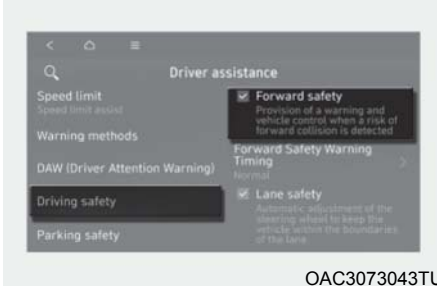 Driver assistance
Speed limit
Speed limit assist
Warning methods
DAW (Driver Attention Warning)
Driving safety
Parking safety
Forward safety
Provision of a warning and
vehicle control when a risk of
forward collision is detected
Forward Safety Warning
Timing
Normal
Lane safety
Automatic adjustment of the
steering wheel to keep the
vehicle within the boundaries
of the lane
OAC3073043TU